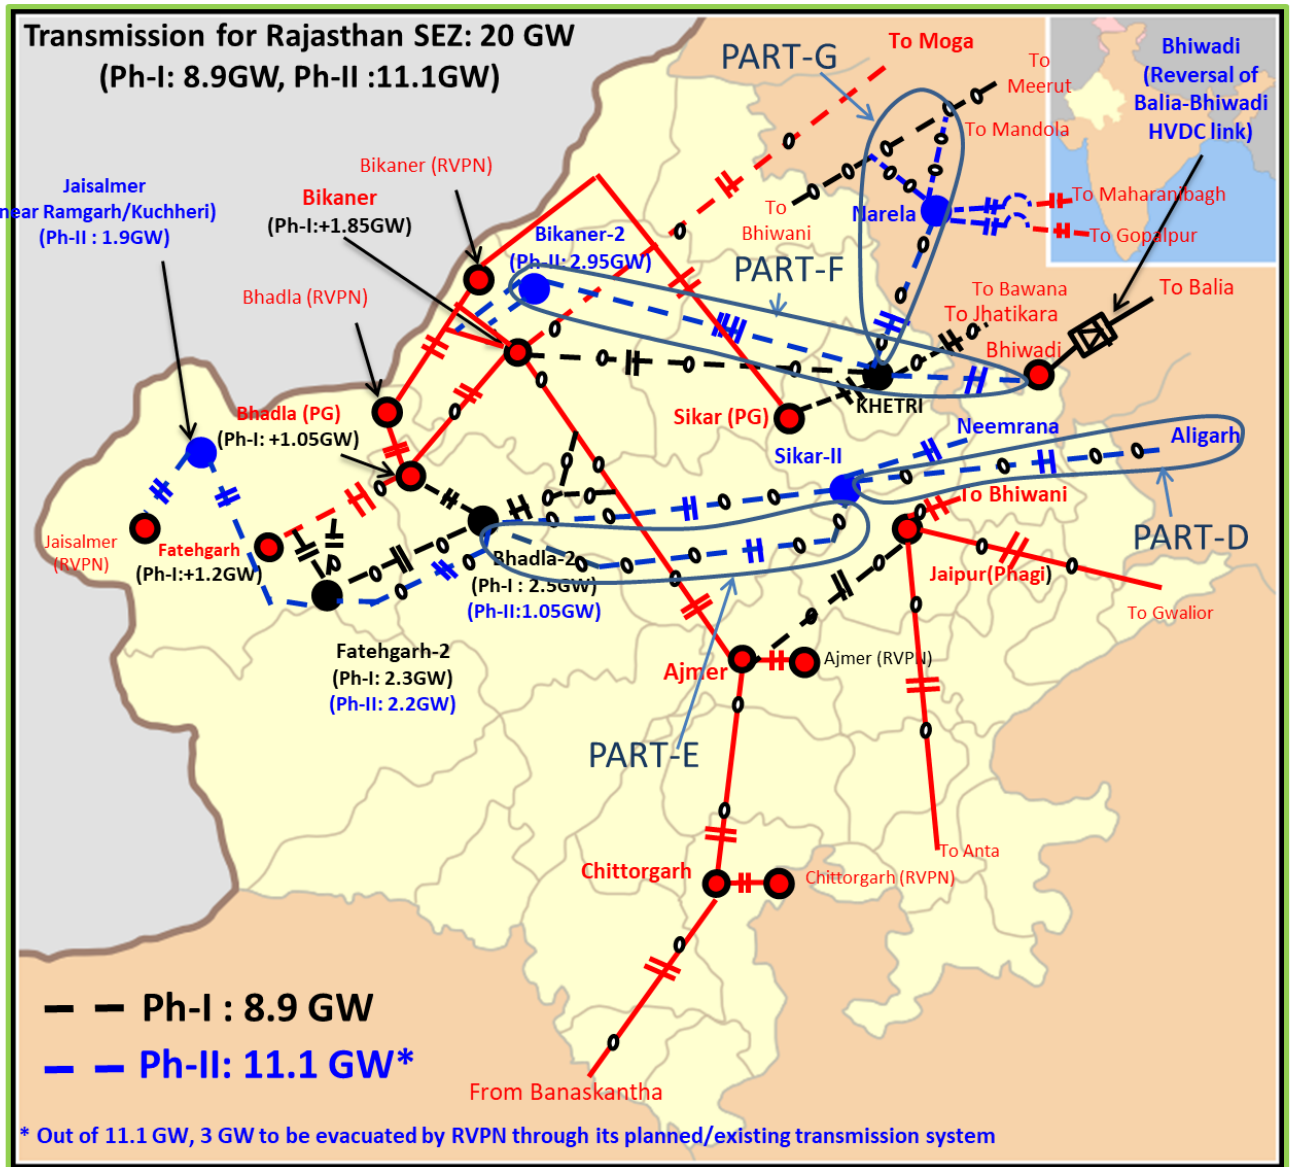 Transmission for Rajasthan SEZ: 20 GW
(Ph-I: 8.9GW, Ph-II :11.1GW)
PART-G
To Moga
To
Meerut
Bhiwadi
(Reversal of
Balia-Bhiwadi
HVDC link)
To Mandola
Bikaner (RVPN)
Jaisalmer
near Ramgarh/Kuchheri)
(Ph-II : 1.9GW)
Bikaner
(Ph-I:+1.85GW)
To
Bhiwani
Narela
To Maharanibagh
To Gopalpur
Bikaner-2
(Ph-II: 2.95GW)
PART-F
Bhadla (RVPN)
To Bawana
To Jhatikara
To Balia
Bhiwadi
KHETRI
Bhadla (PG)
(Ph-I: +1.05GW)
Sikar (PG)
Neemrana
Aligarh
Sikar-II
To Bhiwani
PART-D
Jaisalmer
(RVPN)
Fatehgarh
(Ph-I:+1.2GW)
Bhadla-2
(Ph-I : 2.5GW)
(Ph-II:1.05GW)
Jaipur(Phagi)
To Gwalior
Fatehgarh-2
(Ph-I: 2.3GW)
(Ph-II: 2.2GW)
Ajmer
Ajmer (RVPN)
PART-E
To Anta
Chittorgarh
Chittorgarh (RVPN)
Ph-I : 8.9 GW
Ph-II: 11.1 GW*
From Banaskantha
* Out of 11.1 GW, 3 GW to be evacuated by RVPN through its planned/existing transmission system